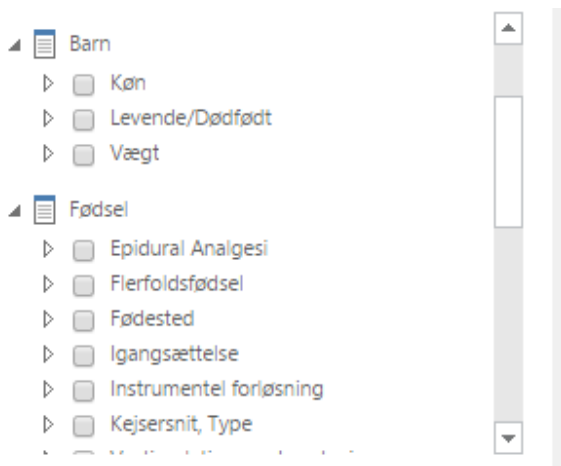 Barn
Køn
Levende/Dødfødt
Vægt
Fødsel
Epidural Analgesi
Flerfoldsfødsel
Fødested
Igangsættelse
Instrumentel forløsning
Kejsersnit, Type